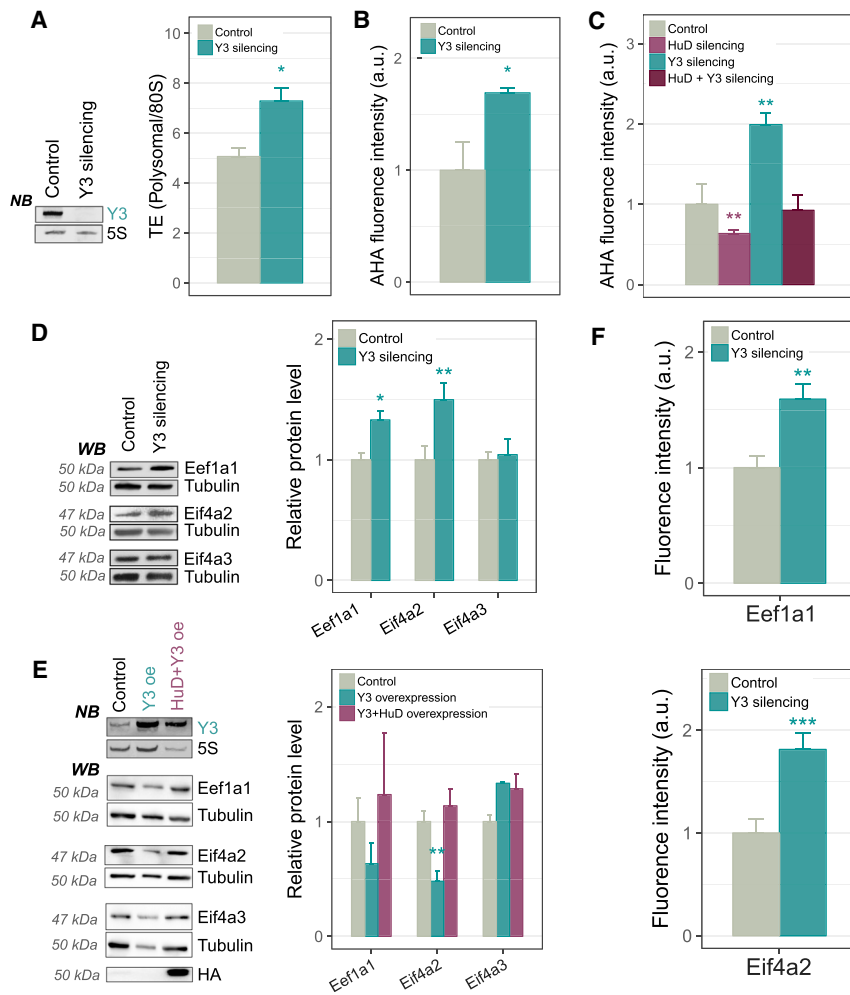 A
NB
Control
Y3 silencing
Y3
5S
TE (Polysomal/80S)
10
8
6
4
2
0
Control
Y3 silencing
*
B
AHA fluorence intensity (a.u.)
2
1
0
Control
Y3 silencing
*
C
AHA fluorence intensity (a.u.)
3
2
1
0
Control
HuD silencing
Y3 silencing
HuD + Y3 silencing
**
**
D
WB
Control
Y3 silencing
50 kDa Eef1a1
50 kDa Tubulin
47 kDa Eif4a2
50 kDa Tubulin
47 kDa Eif4a3
50 kDa Tubulin
Relative protein level
2
1
0
Control
Y3 silencing
*
**
Eef1a1
Eif4a2
Eif4a3
F
Fluorence intensity (a.u.)
2
1
0
Control
Y3 silencing
**
Eef1a1
E
NB
Control
Y3 oe
HuD+Y3 oe
Y3
5S
WB
50 kDa Eef1a1
50 kDa Tubulin
47 kDa Eif4a2
50 kDa Tubulin
47 kDa Eif4a3
50 kDa Tubulin
50 kDa HA
Relative protein level
2
1
0
Control
Y3 overexpression
Y3+HuD overexpression
**
Eef1a1
Eif4a2
Eif4a3
Fluorence intensity (a.u.)
2
1
0
Control
Y3 silencing
***
Eif4a2